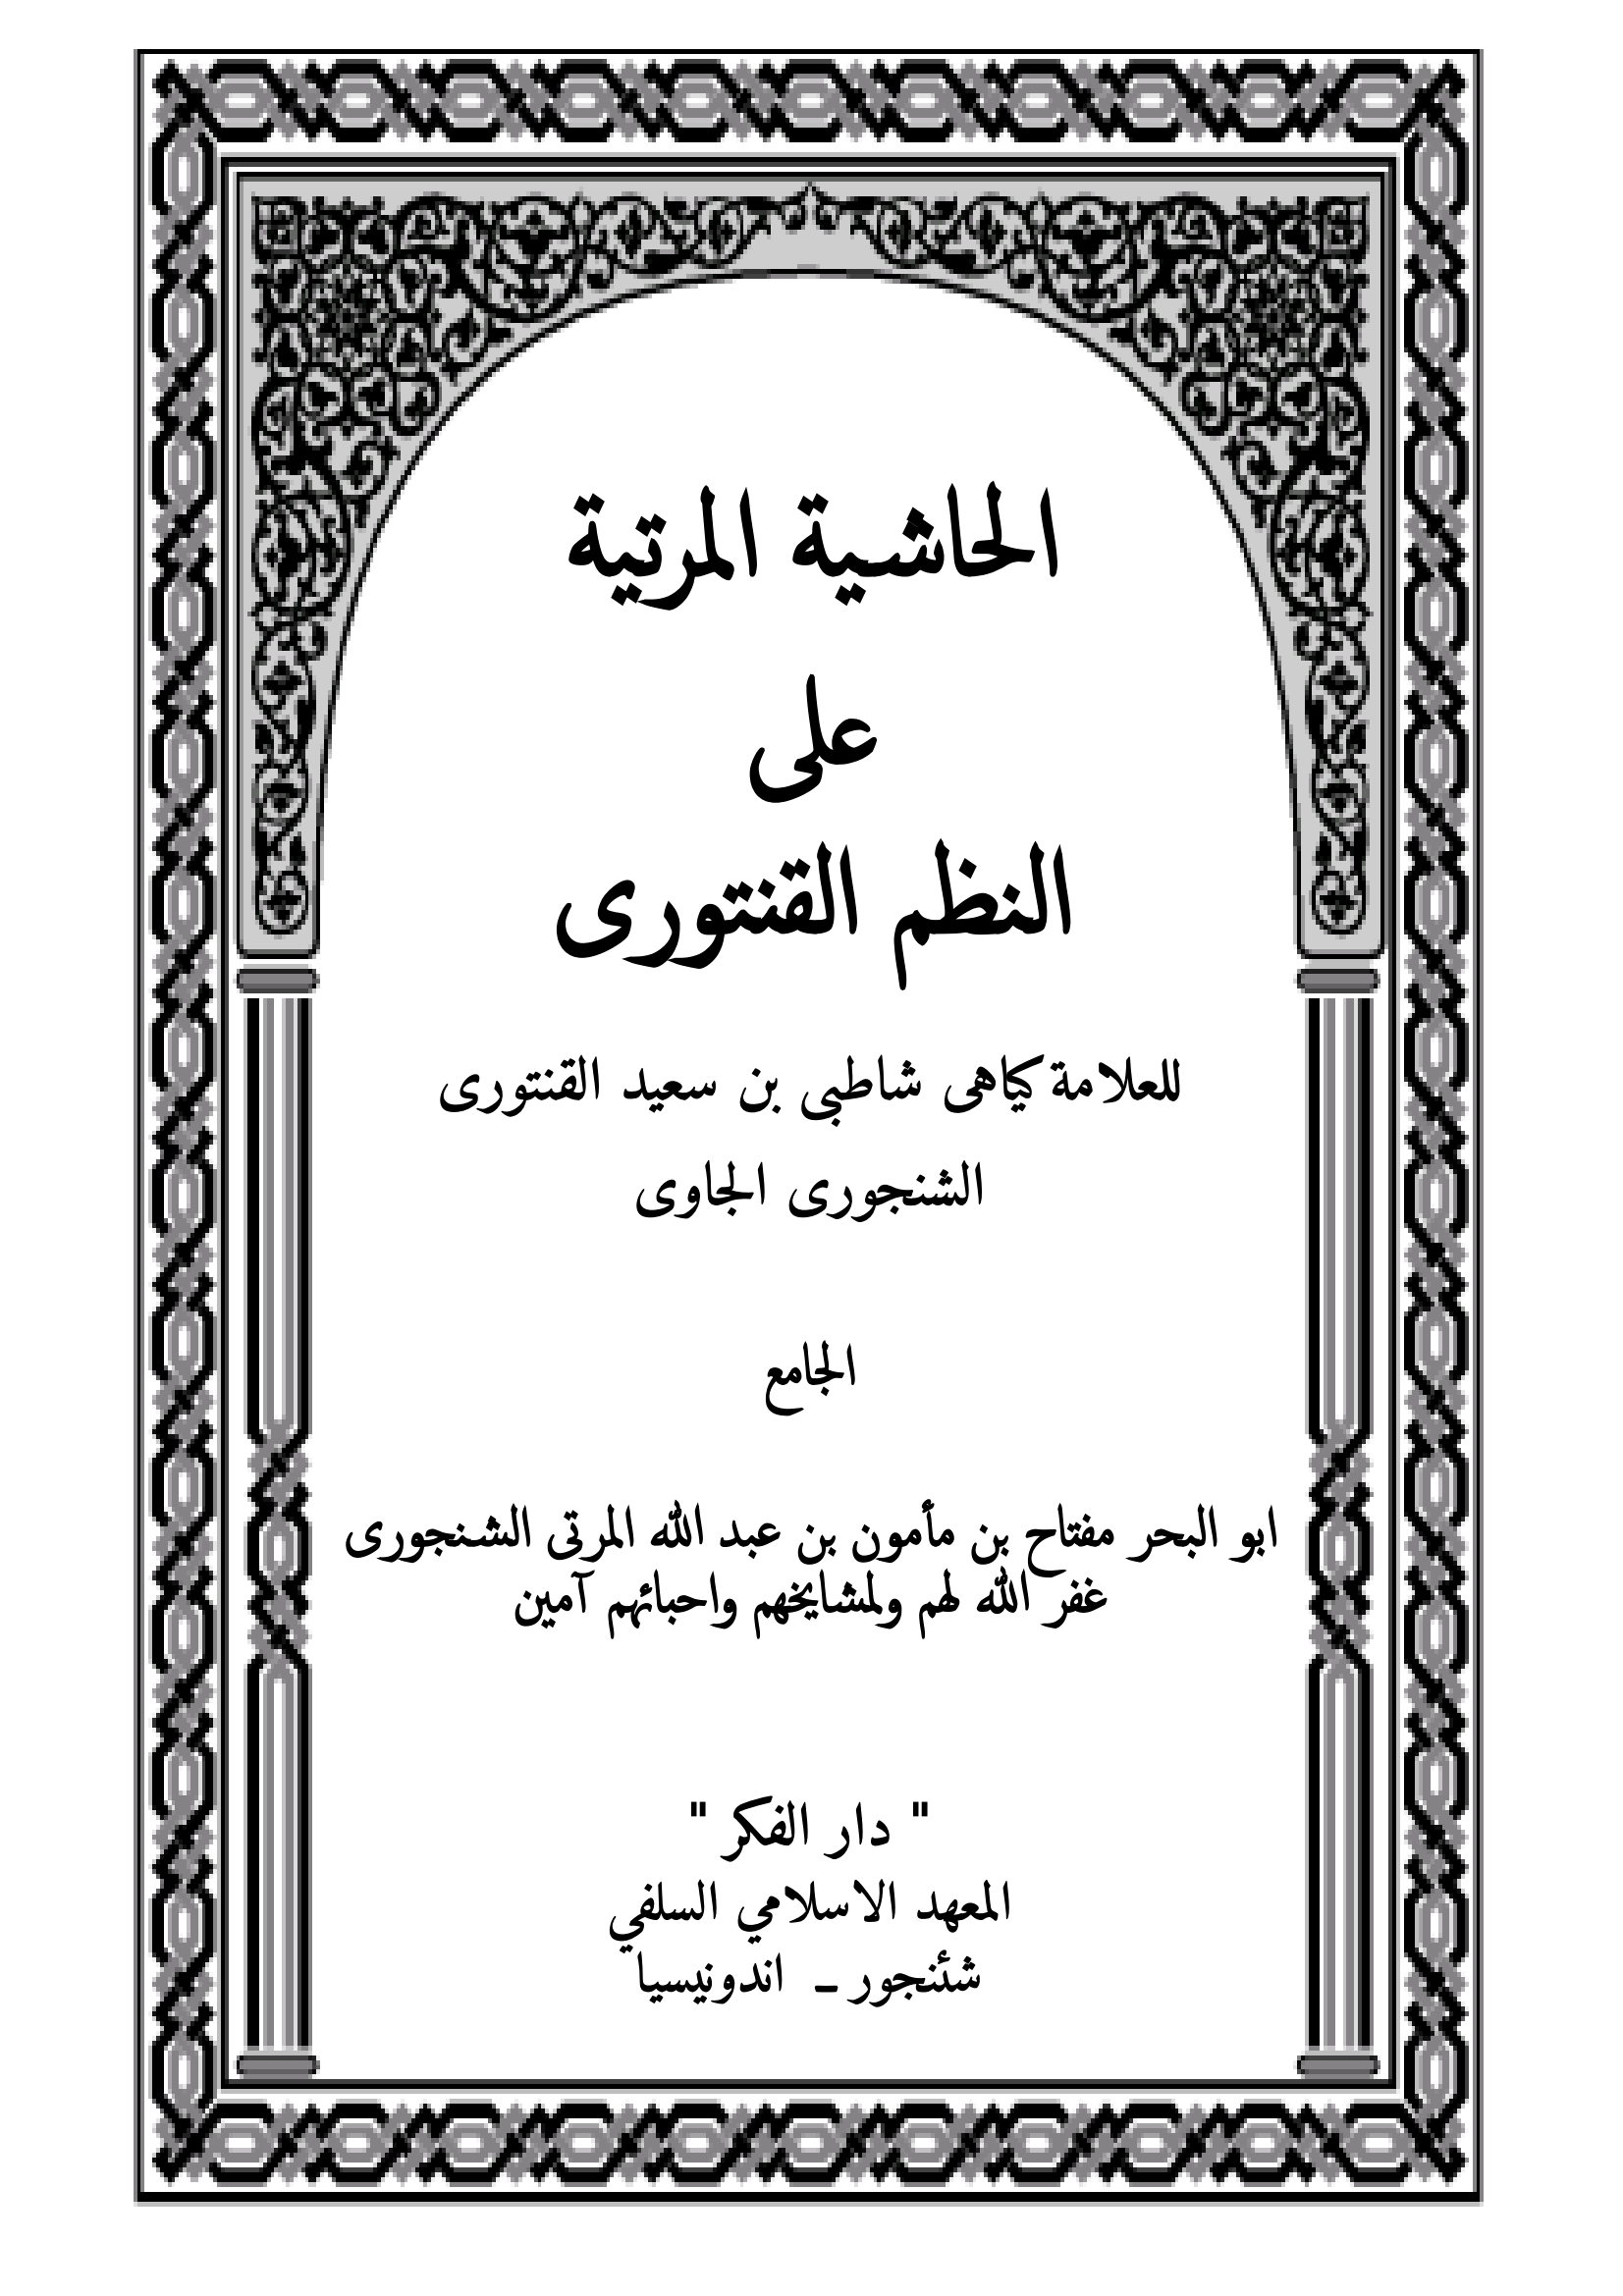 الحاشية المرتية
على
النظم القنتورى
للعلامة كياهى شاطبى بن سعيد القنتورى
الشنجورى الجاوى
الجامع
ابو البحر مفتاح بن مأمون بن عبد الله المرتى الشنجورى
غفر الله لهم ولمشايخهم واحبائهم آمين
" دار الفكر "
المعهد الاسلامي السلفي
شئنجور ـ اندونيسيا